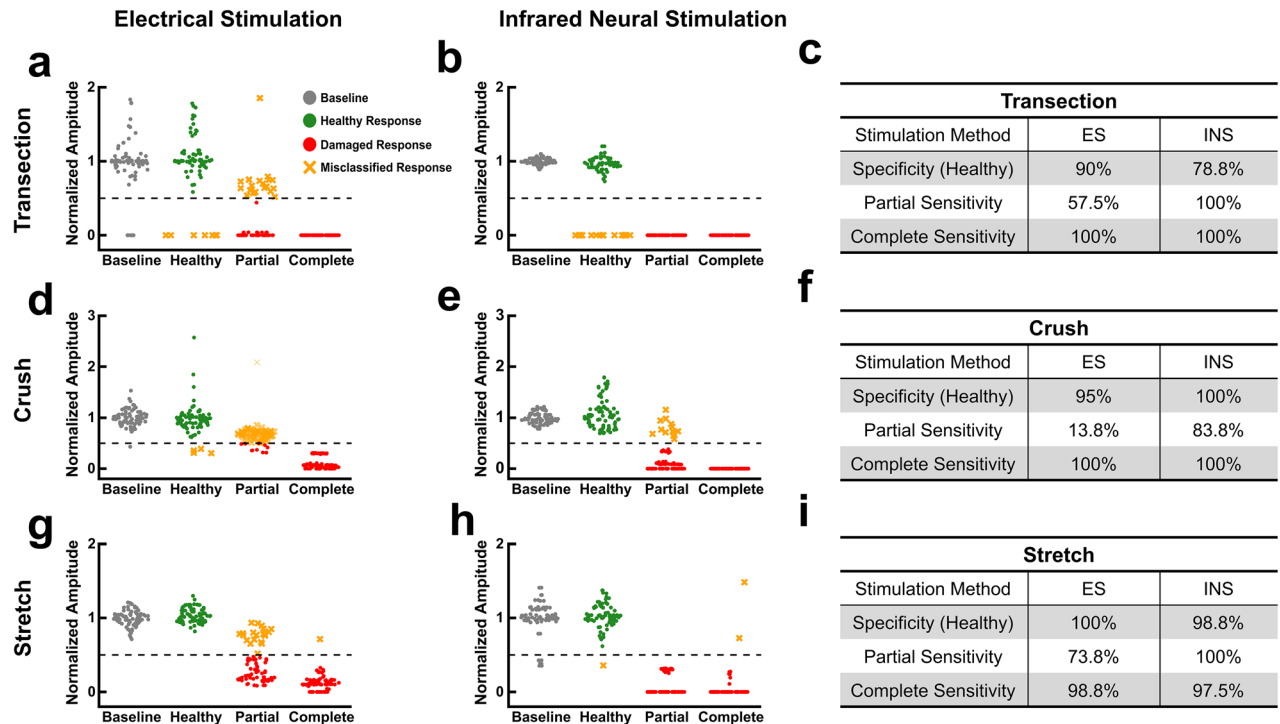 Electrical Stimulation
Infrared Neural Stimulation
a
b
c
Transection
Normalized Ampitude
2
1
0
Baseline
Healthy Response
Damaged Response
Misclassified Response
Baseline Healthy Partial Complete
Normalized Ampitude
2
1
0
Baseline Healthy Partial Complete
Transection
Stimulation Method ES INS
Specificity (Healthy) 90% 78.8%
Partial Sensitivity 57.5% 100%
Complete Sensitivity 100% 100%
d
e
f
Crush
Normalized Ampitude
3
2
1
0
Baseline Healthy Partial Complete
Normalized Ampitude
3
2
1
0
Baseline Healthy Partial Complete
Crush
Stimulation Method ES INS
Specificity (Healthy) 95% 100%
Partial Sensitivity 13.8% 83.8%
Complete Sensitivity 100% 100%
g
h
i
Stretch
Normalized Ampitude
2
1
0
Baseline Healthy Partial Complete
Normalized Ampitude
2
1
0
Baseline Healthy Partial Complete
Stretch
Stimulation Method ES INS
Specificity (Healthy) 100% 98.8%
Partial Sensitivity 73.8% 100%
Complete Sensitivity 98.8% 97.5%